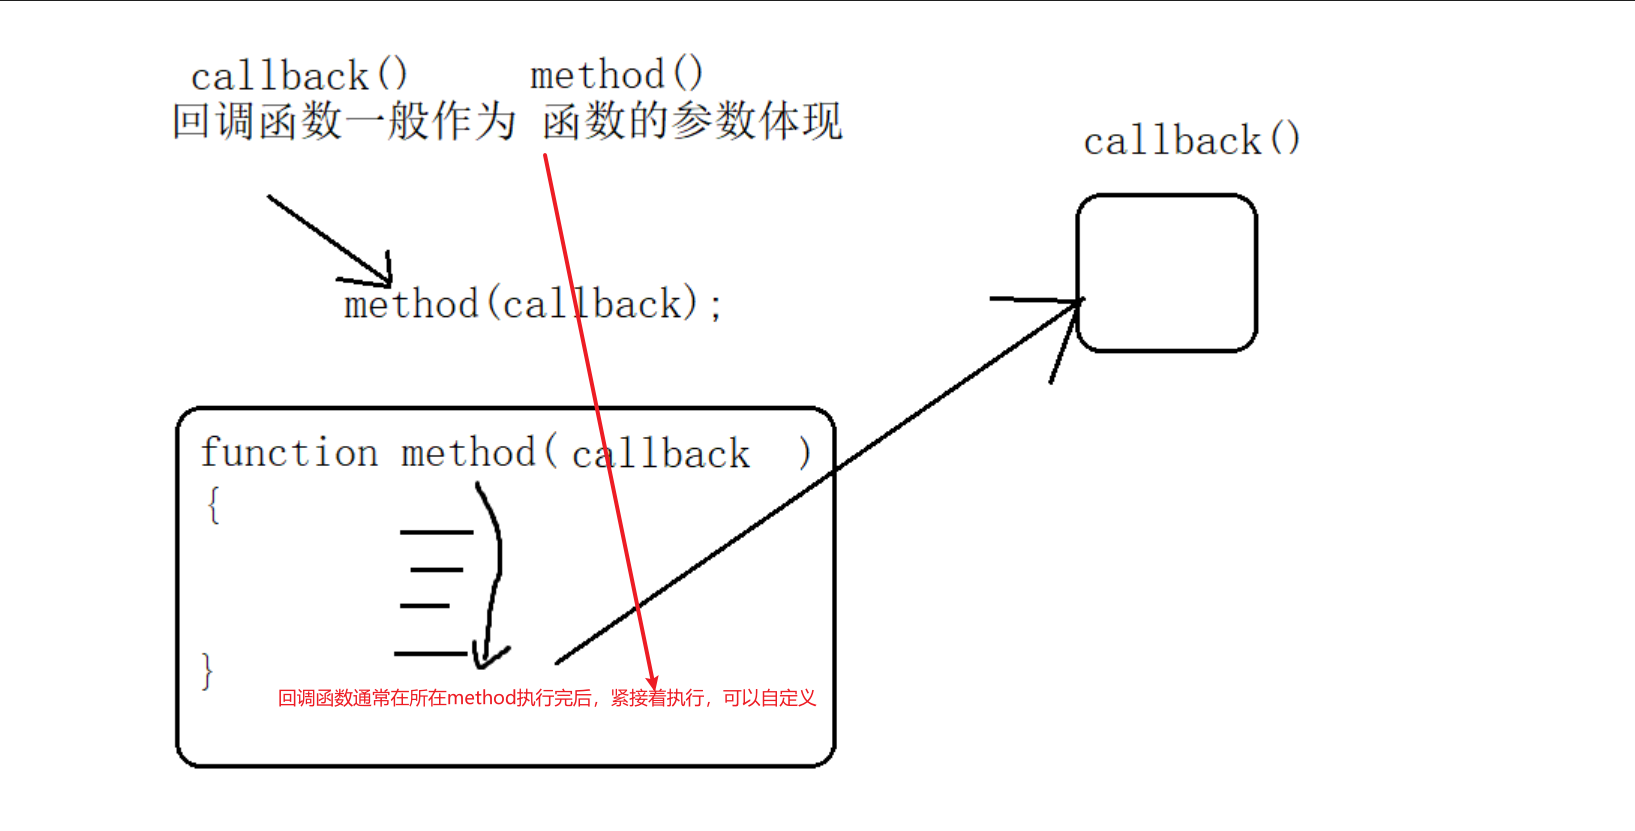 callback() method()
回调函数一般作为 函数的参数体现
callback()
method(callback);
function method( callback )
{
}
回调函数通常在所在method执行完后，紧接着执行，可以自定义